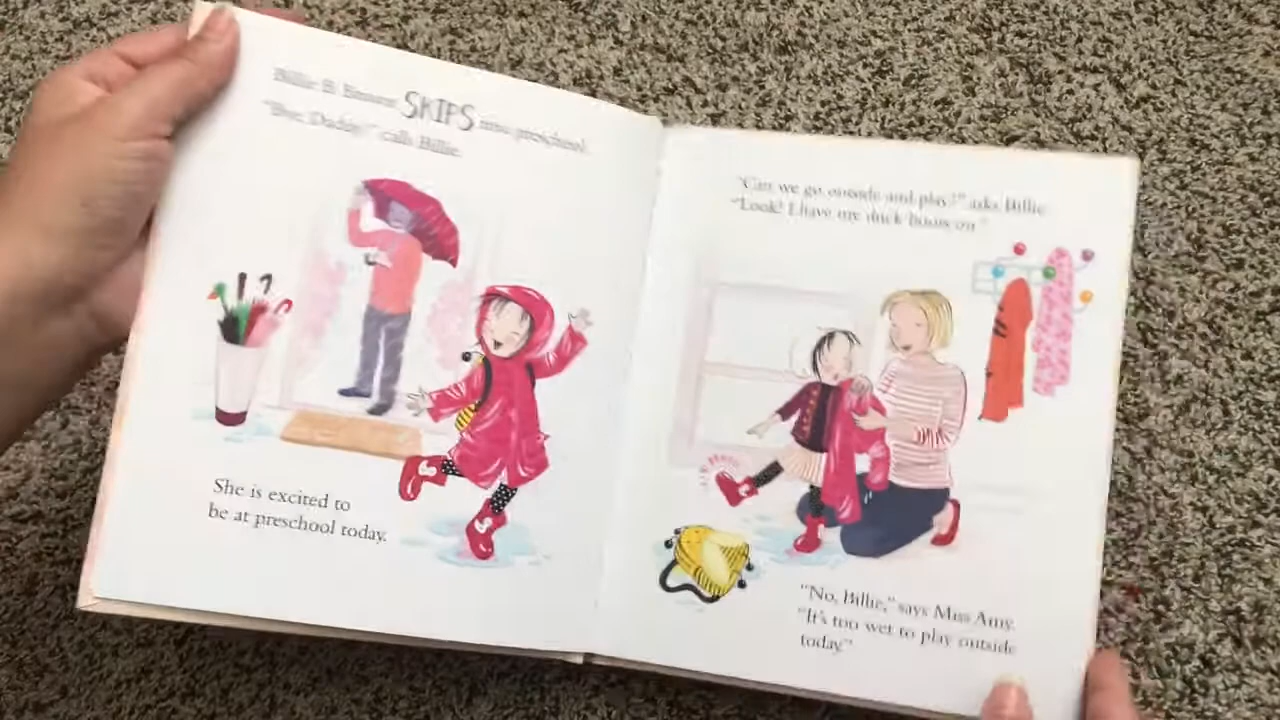 Billie B. Brown SKIPS into preschool.
"Bye, Daddy!" calls Billie.
She is excited to
be at preschool today.
"Can we go outside and play?" asks Billie.
"Look! I have my duck boots on."
"No, Billie," says Miss Amy.
"It's too wet to play outside
today."